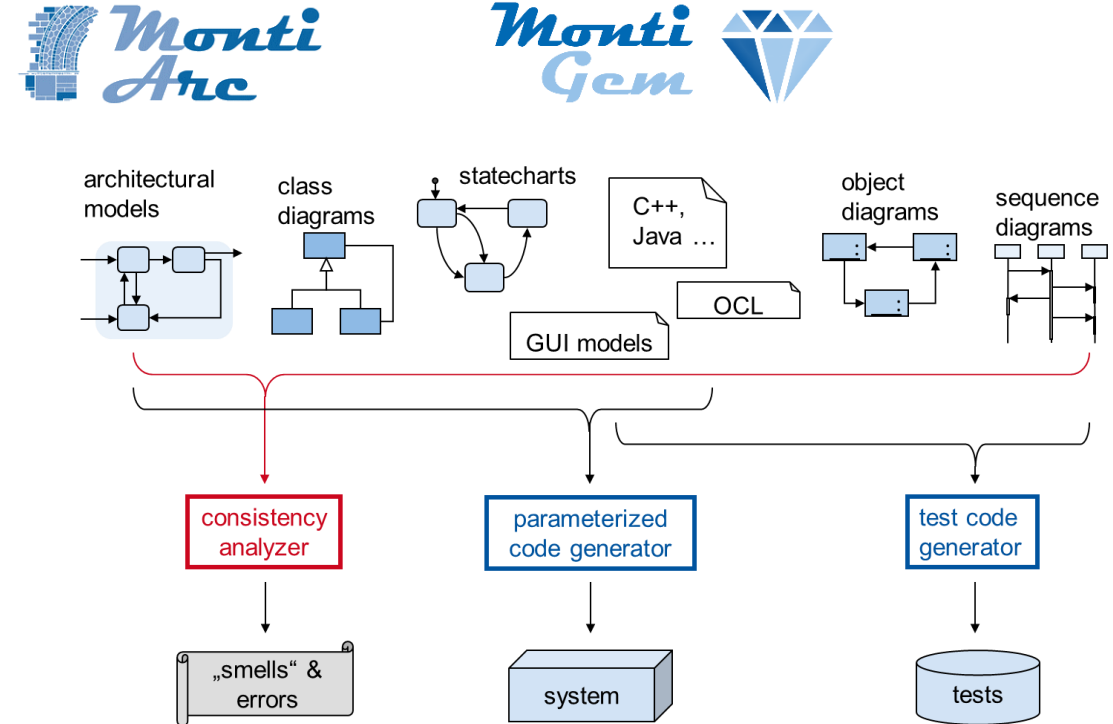 Monti
Arc
Monti
Gem
architectural
models
class
diagrams
statecharts
C++,
Java ...
OCL
GUI models
object
diagrams
sequence
diagrams
consistency
analyzer
parameterized
code generator
test code
generator
„smells“ &
errors
system
tests